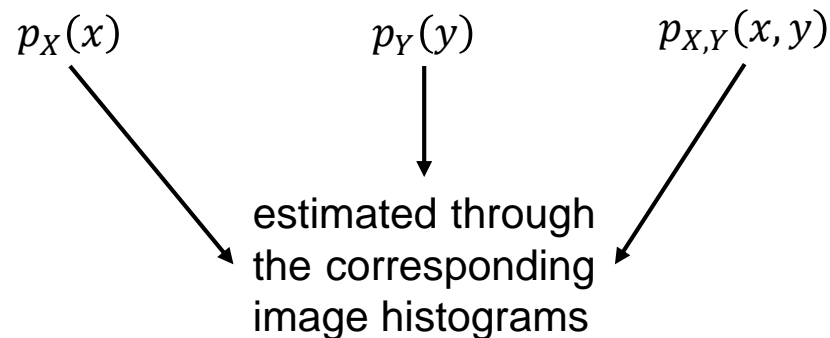 p_X(x) p_Y(y) p_{X,Y}(x, y)
estimated through
the corresponding
image histograms